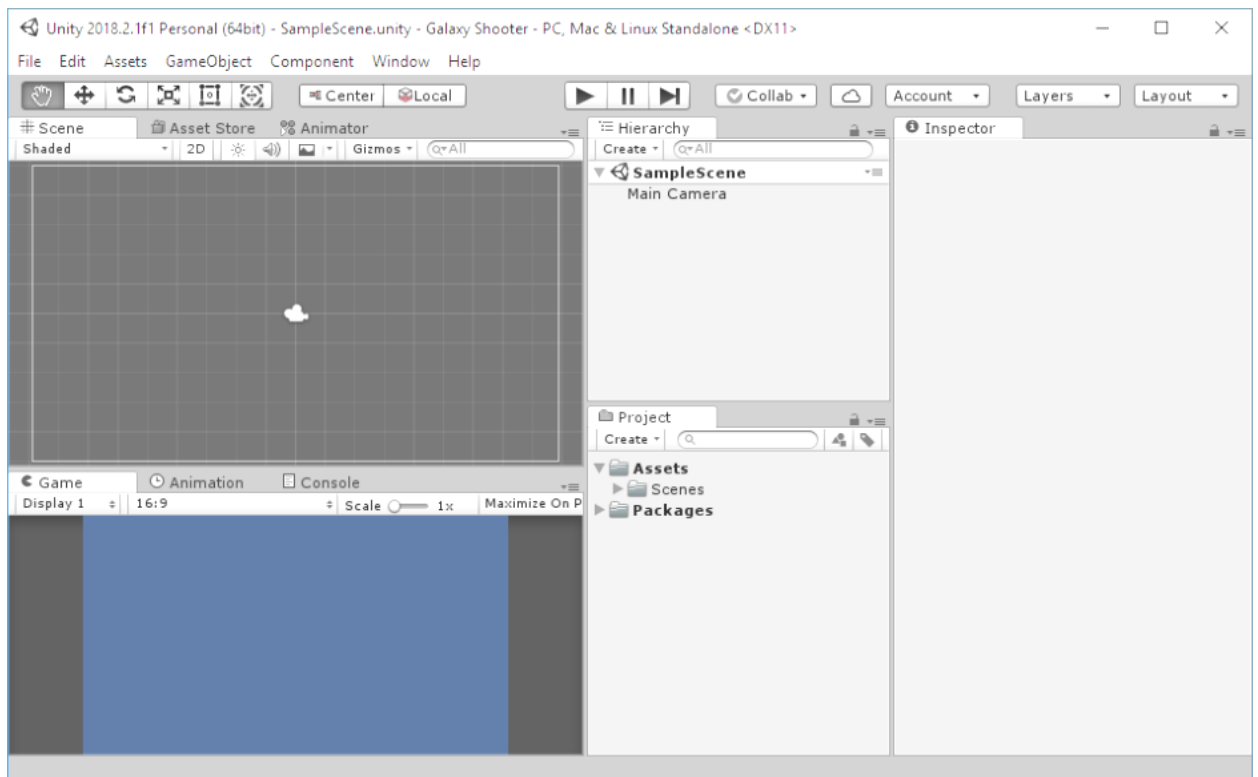 Unity 2018.2.1f1 Personal (64bit) - SampleScene.unity - Galaxy Shooter - PC, Mac & Linux Standalone <DX11>
File Edit Assets GameObject Component Window Help
Center Local Collab Account Layers Layout
Scene Asset Store Animator
Shaded 2D Gizmos All
Hierarchy
Create All
SampleScene
Main Camera
Inspector
Project
Create
Assets
Scenes
Packages
Game Animation Console
Display 1 16:9 Scale 1x Maximize On P